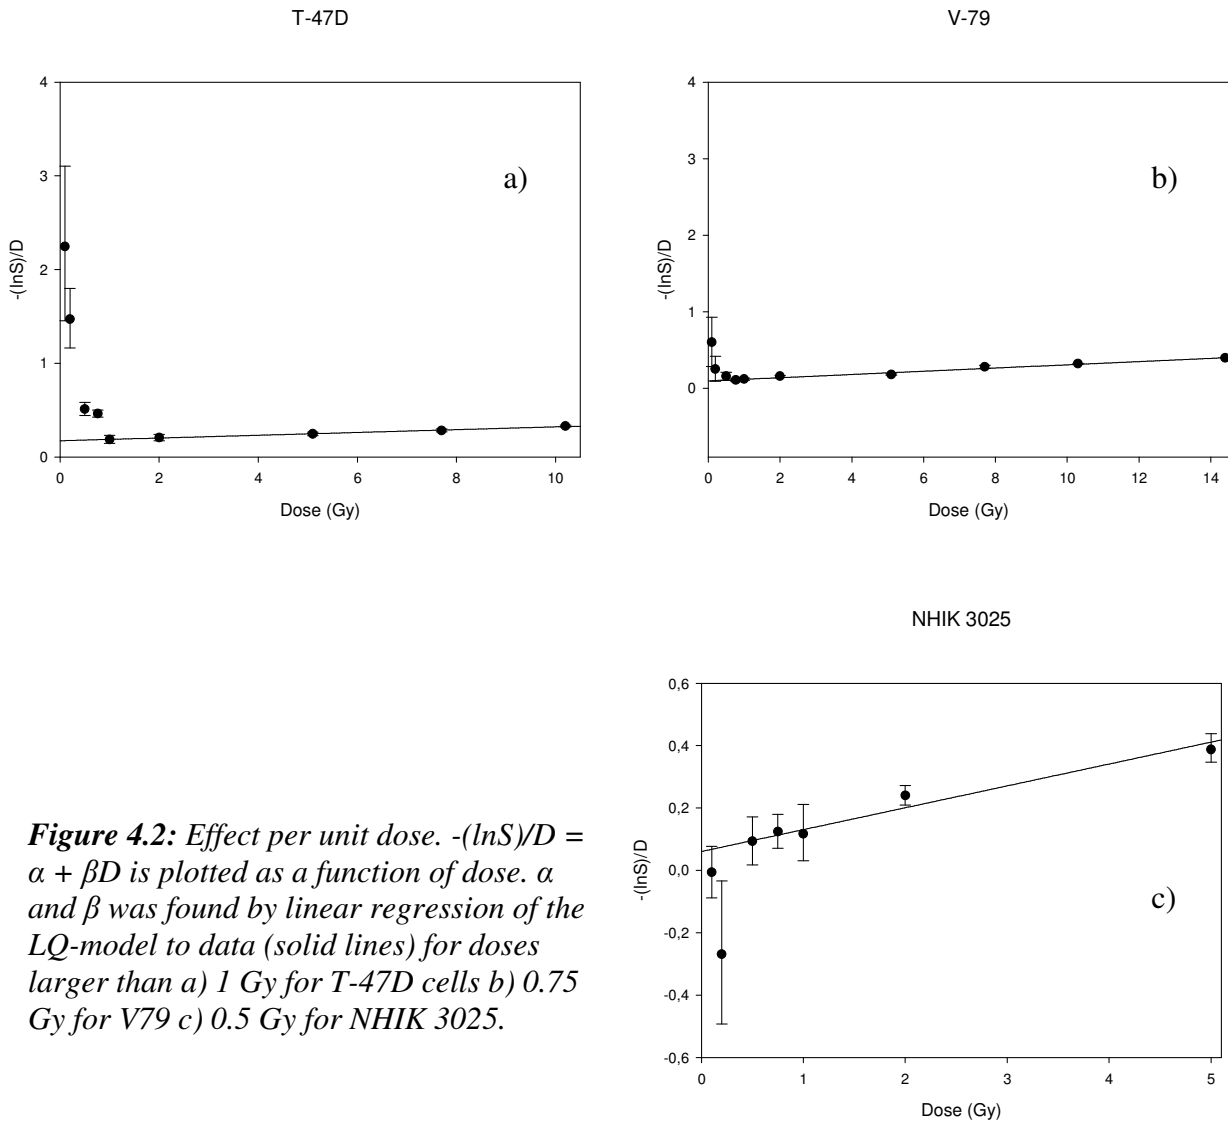 T-47D
4
3
2
1
0
-(lnS)/D
a)
0
2
4
6
8
10
Dose (Gy)
V-79
4
3
2
1
0
-(lnS)/D
b)
0
2
4
6
8
10
12
14
Dose (Gy)
NHIK 3025
0,6
0,4
0,2
0,0
-0,2
-0,4
-0,6
-(lnS)/D
c)
0
1
2
3
4
5
Dose (Gy)
Figure 4.2: Effect per unit dose. -(lnS)/D =
α + βD is plotted as a function of dose. α
and β was found by linear regression of the
LQ-model to data (solid lines) for doses
larger than a) 1 Gy for T-47D cells b) 0.75
Gy for V79 c) 0.5 Gy for NHIK 3025.